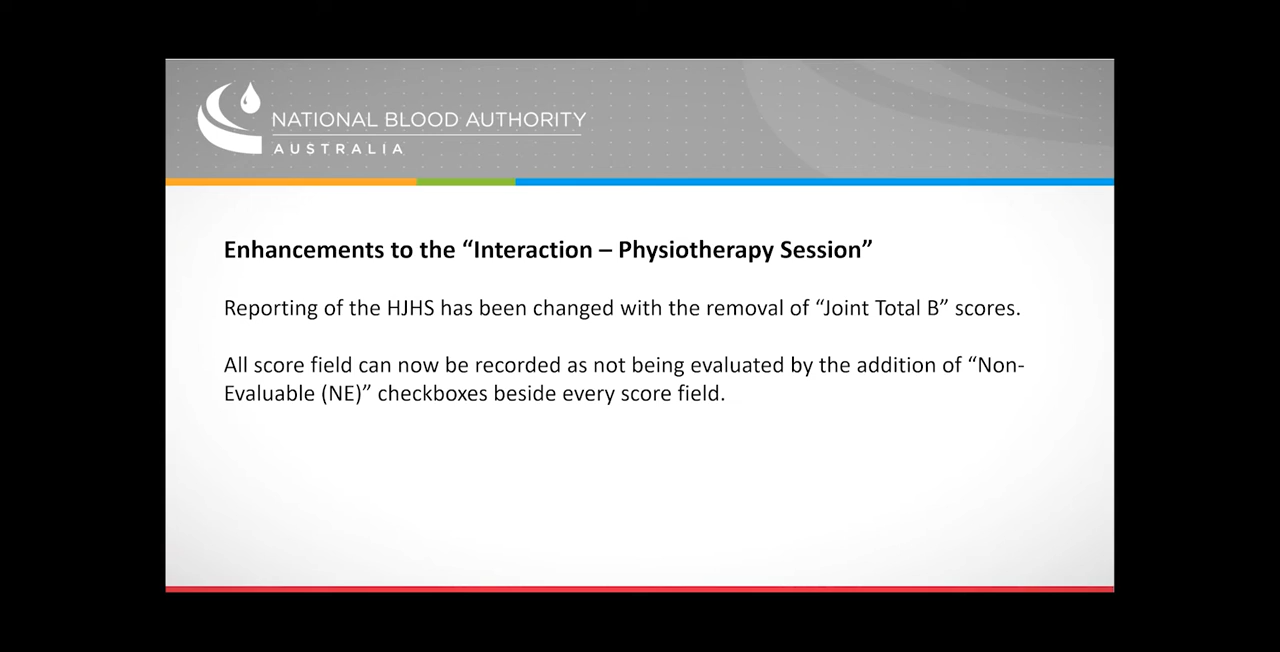 NATIONAL BLOOD AUTHORITY
AUSTRALIA
Enhancements to the “Interaction – Physiotherapy Session”
Reporting of the HJHS has been changed with the removal of “Joint Total B” scores.
All score field can now be recorded as not being evaluated by the addition of “Non-
Evaluable (NE)” checkboxes beside every score field.